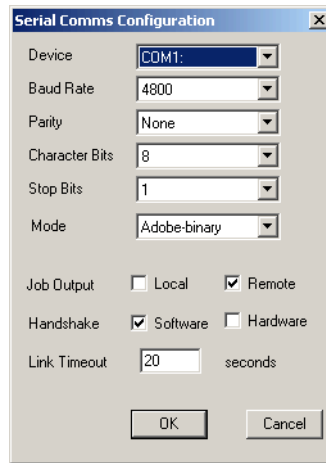 Serial Comms Configuration
Device COM1:
Baud Rate 4800
Parity None
Character Bits 8
Stop Bits 1
Mode Adobe-binary
Job Output Local Remote
Handshake Software Hardware
Link Timeout 20 seconds
OK Cancel